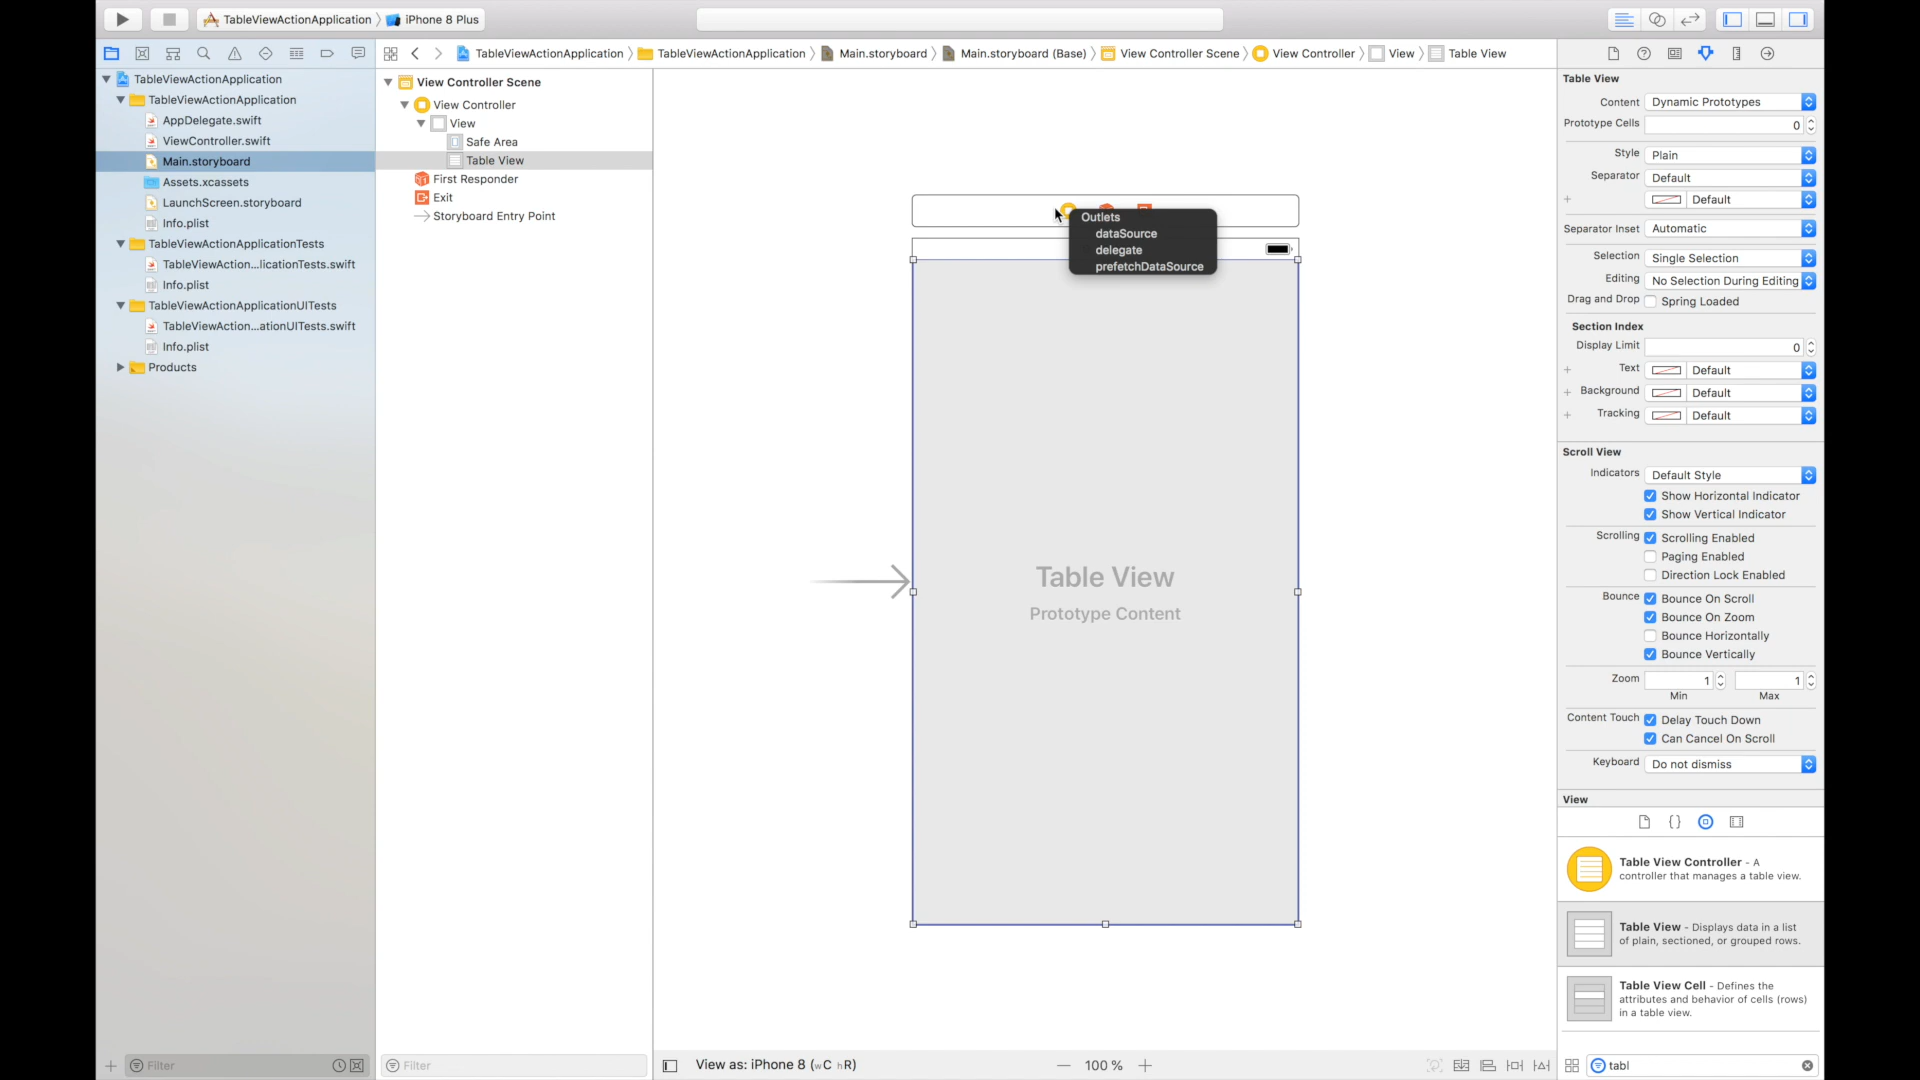 TableViewActionApplication
iPhone 8 Plus
TableViewActionApplication
TableViewActionApplication
Main.storyboard
Main.storyboard (Base)
View Controller Scene
View Controller
View
Table View
TableViewActionApplication
TableViewActionApplication
AppDelegate.swift
ViewController.swift
Main.storyboard
Assets.xcassets
LaunchScreen.storyboard
Info.plist
TableViewActionApplicationTests
TableViewAction...licationTests.swift
Info.plist
TableViewActionApplicationUITests
TableViewAction...ationUITests.swift
Info.plist
Products
Filter
View Controller Scene
View Controller
View
Safe Area
Table View
First Responder
Exit
Storyboard Entry Point
Filter
Outlets
dataSource
delegate
prefetchDataSource
Table View
Prototype Content
View as: iPhone 8 (wC hR)
100 %
Table View
Content Dynamic Prototypes
Prototype Cells 0
Style Plain
Separator Default
Default
Separator Inset Automatic
Selection Single Selection
Editing No Selection During Editing
Drag and Drop Spring Loaded
Section Index
Display Limit 0
Text Default
Background Default
Tracking Default
Scroll View
Indicators Default Style
Show Horizontal Indicator
Show Vertical Indicator
Scrolling Scrolling Enabled
Paging Enabled
Direction Lock Enabled
Bounce Bounce On Scroll
Bounce On Zoom
Bounce Horizontally
Bounce Vertically
Zoom 1 1
Min Max
Content Touch Delay Touch Down
Can Cancel On Scroll
Keyboard Do not dismiss
View
Table View Controller - A
controller that manages a table view.
Table View - Displays data in a list
of plain, sectioned, or grouped rows.
Table View Cell - Defines the
attributes and behavior of cells (rows)
in a table view.
tabl